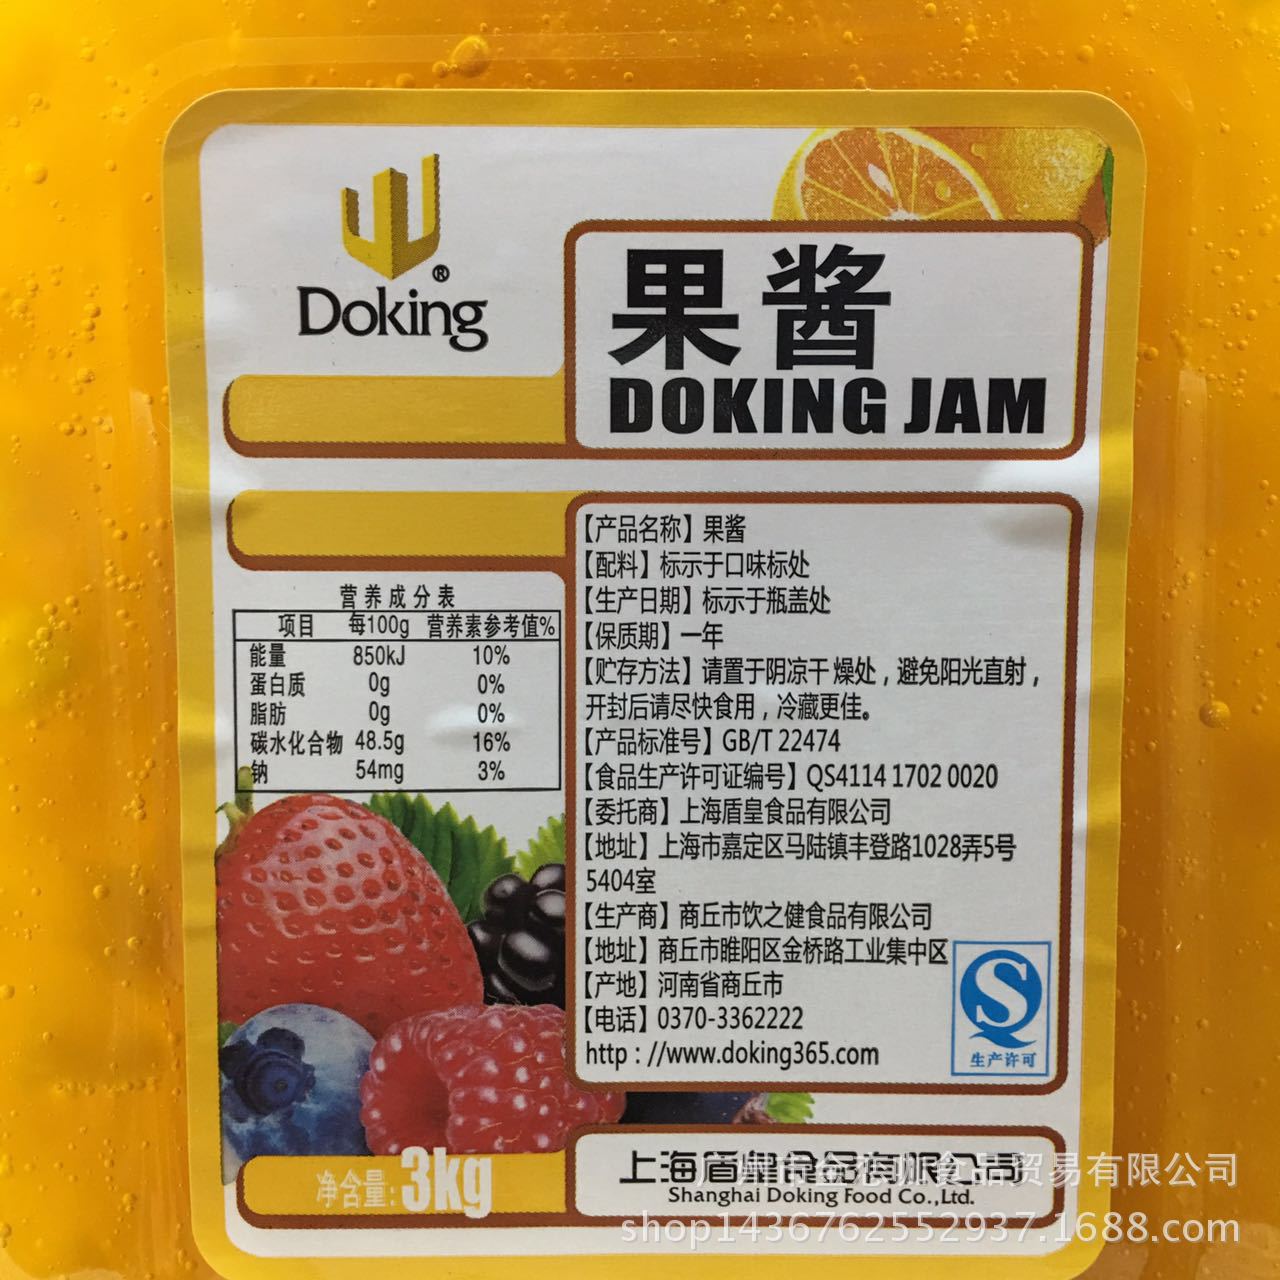 Doking®
果酱
DOKING JAM
营养成分表
项目 每100g 营养素参考值%
能量 850kJ 10%
蛋白质 0g 0%
脂肪 0g 0%
碳水化合物 48.5g 16%
钠 54mg 3%
【产品名称】果酱
【配料】标示于口味标处
【生产日期】标示于瓶盖处
【保质期】一年
【贮存方法】请置于阴凉干 燥处，避免阳光直射，
开封后请尽快食用，冷藏更佳。
【产品标准号】GB/T 22474
【食品生产许可证编号】QS4114 1702 0020
【委托商】上海盾皇食品有限公司
【地址】上海市嘉定区马陆镇丰登路1028弄5号
5404室
【生产商】商丘市饮之健食品有限公司
【地址】商丘市睢阳区金桥路工业集中区
【产地】河南省商丘市
【电话】0370-3362222
http : //www.doking365.com
生产许可
净含量: 3kg
上海盾皇食品有限公司
Shanghai Doking Food Co.,Ltd.
shop1436762552937.1688.com